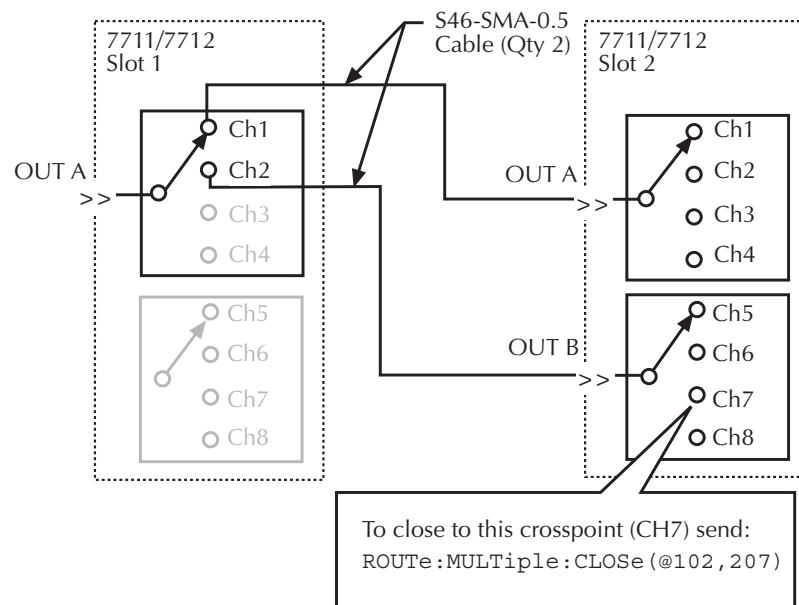 S46-SMA-0.5
Cable (Qty 2)
7711/7712
Slot 1
7711/7712
Slot 2
OUT A
>>
Ch1
Ch2
Ch3
Ch4
Ch5
Ch6
Ch7
Ch8
OUT A
>>
Ch1
Ch2
Ch3
Ch4
OUT B
>>
Ch5
Ch6
Ch7
Ch8
To close to this crosspoint (CH7) send:
ROUTe:MULTiple:CLOSe(@102,207)